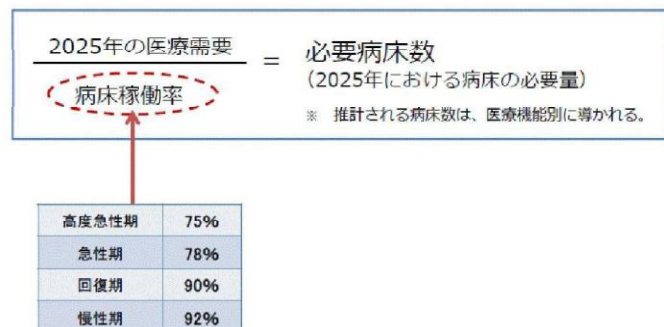 2025年の医療需要
病床稼働率
=
必要病床数
(2025年における病床の必要量)
※ 推計される病床数は、医療機能別に導かれる。
高度急性期 75%
急性期 78%
回復期 90%
慢性期 92%